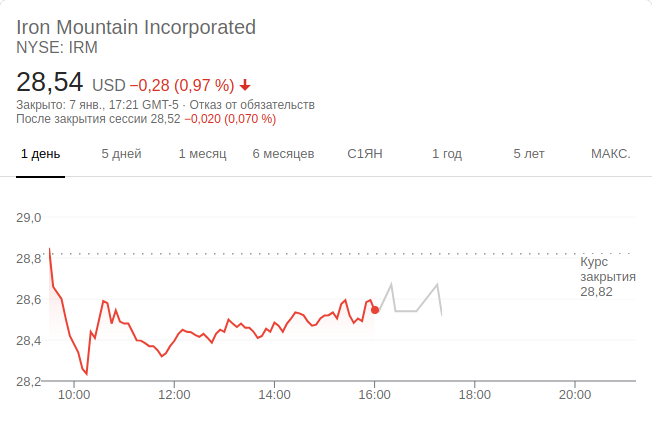 Iron Mountain Incorporated
NYSE: IRM
28,54 USD −0,28 (0,97 %)
Закрыто: 7 янв., 17:21 GMT-5 · Отказ от обязательств
После закрытия сессии 28,52 −0,020 (0,070 %)
1 день 5 дней 1 месяц 6 месяцев С1ЯН 1 год 5 лет МАКС.
29,0
28,8
Курс
закрытия
28,82
28,6
28,4
28,2
10:00 12:00 14:00 16:00 18:00 20:00